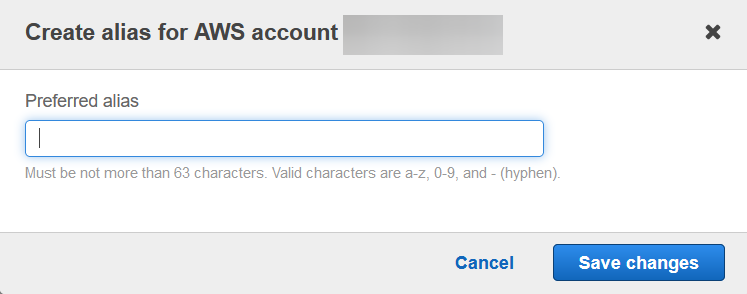 Create alias for AWS account
Preferred alias
Must be not more than 63 characters. Valid characters are a-z, 0-9, and - (hyphen).
Cancel
Save changes